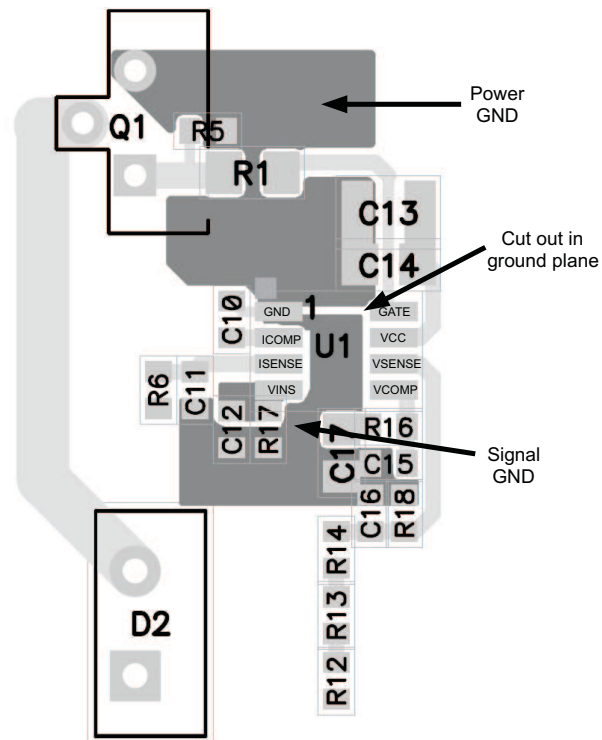 Power
GND
Q1
R5
R1
C13
Cut out in
ground plane
C14
C10
GND
1
GATE
ICOMP
U1
VCC
ISENSE
VSENSE
R6
C11
VINS
VCOMP
C12
R17
C17
R16
C15
Signal
GND
C16
R18
R14
R13
D2
R12